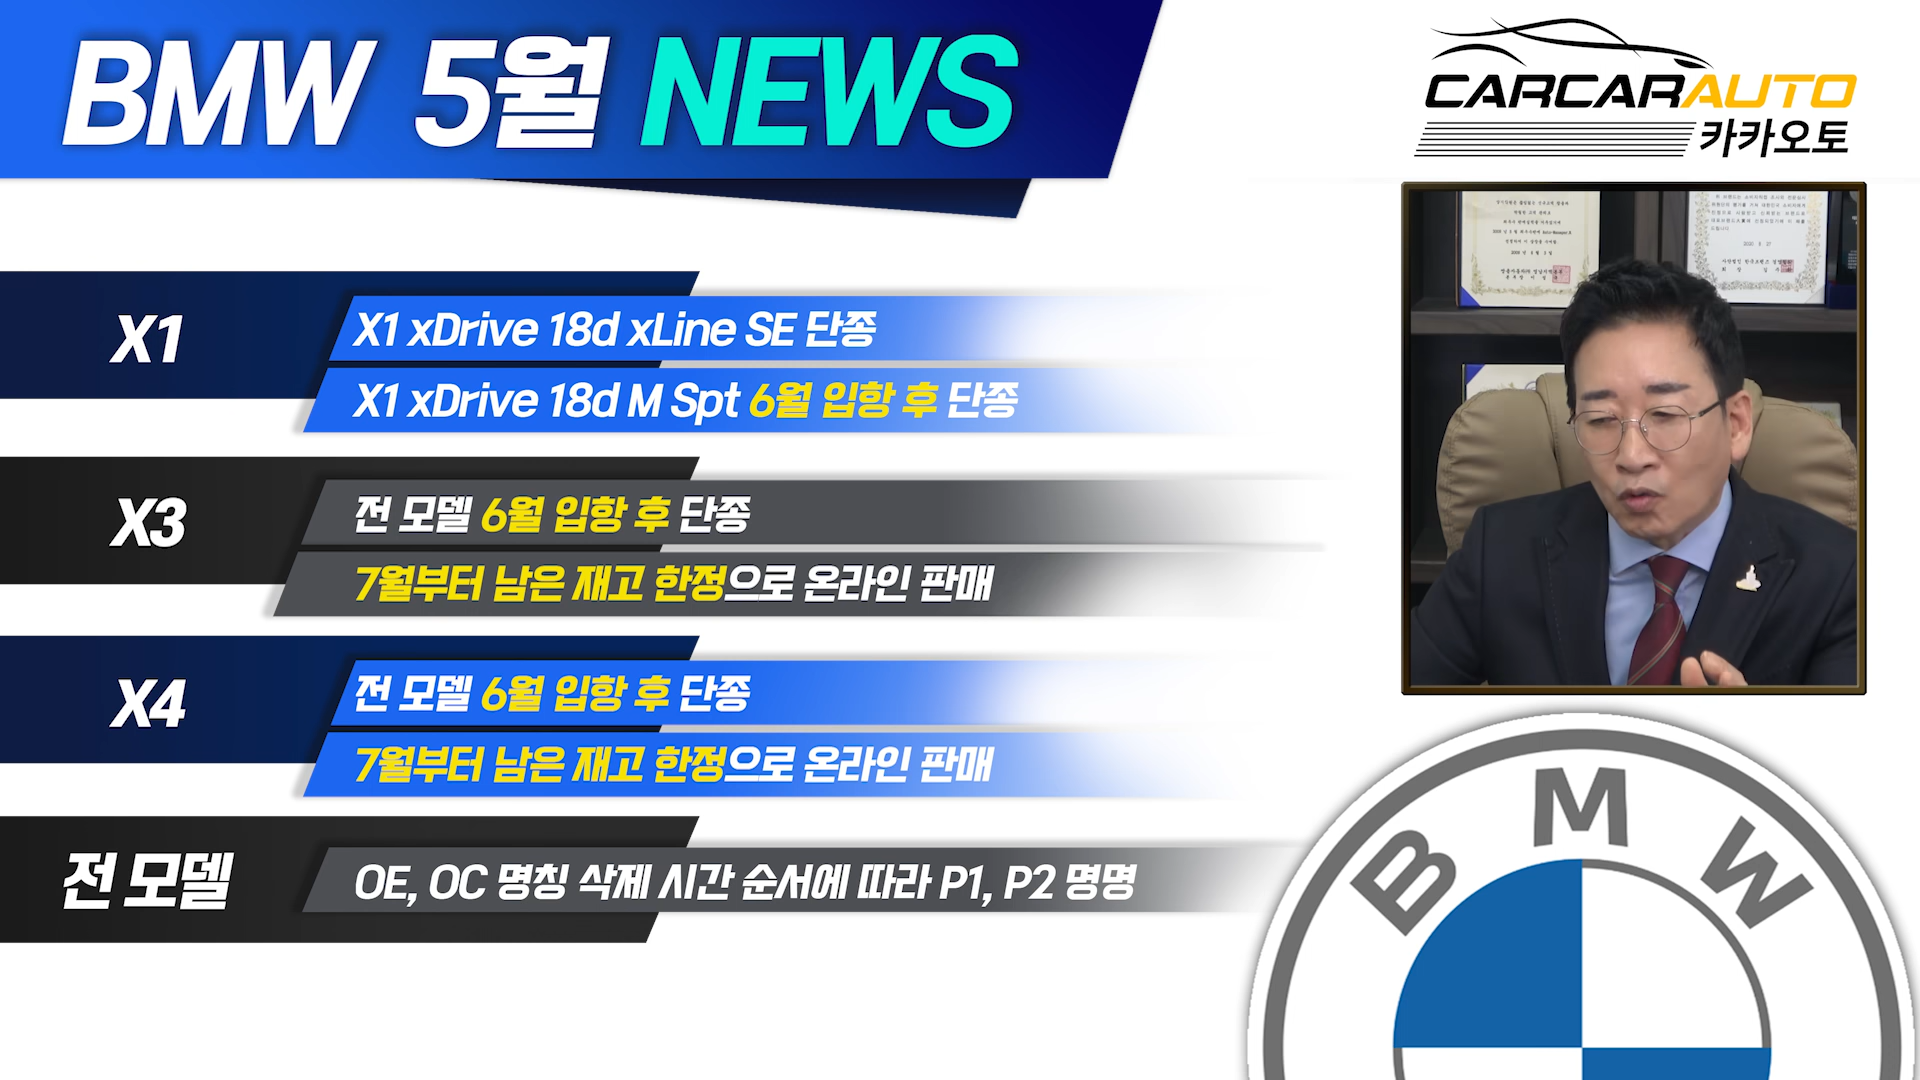 BMW 5월 NEWS
CARCARAUTO
카카오토
X1
X1 xDrive 18d xLine SE 단종
X1 xDrive 18d M Spt 6월 입항 후 단종
X3
전 모델 6월 입항 후 단종
7월부터 남은 재고 한정으로 온라인 판매
X4
전 모델 6월 입항 후 단종
7월부터 남은 재고 한정으로 온라인 판매
전 모델
OE, OC 명칭 삭제 시간 순서에 따라 P1, P2 명명
BMW